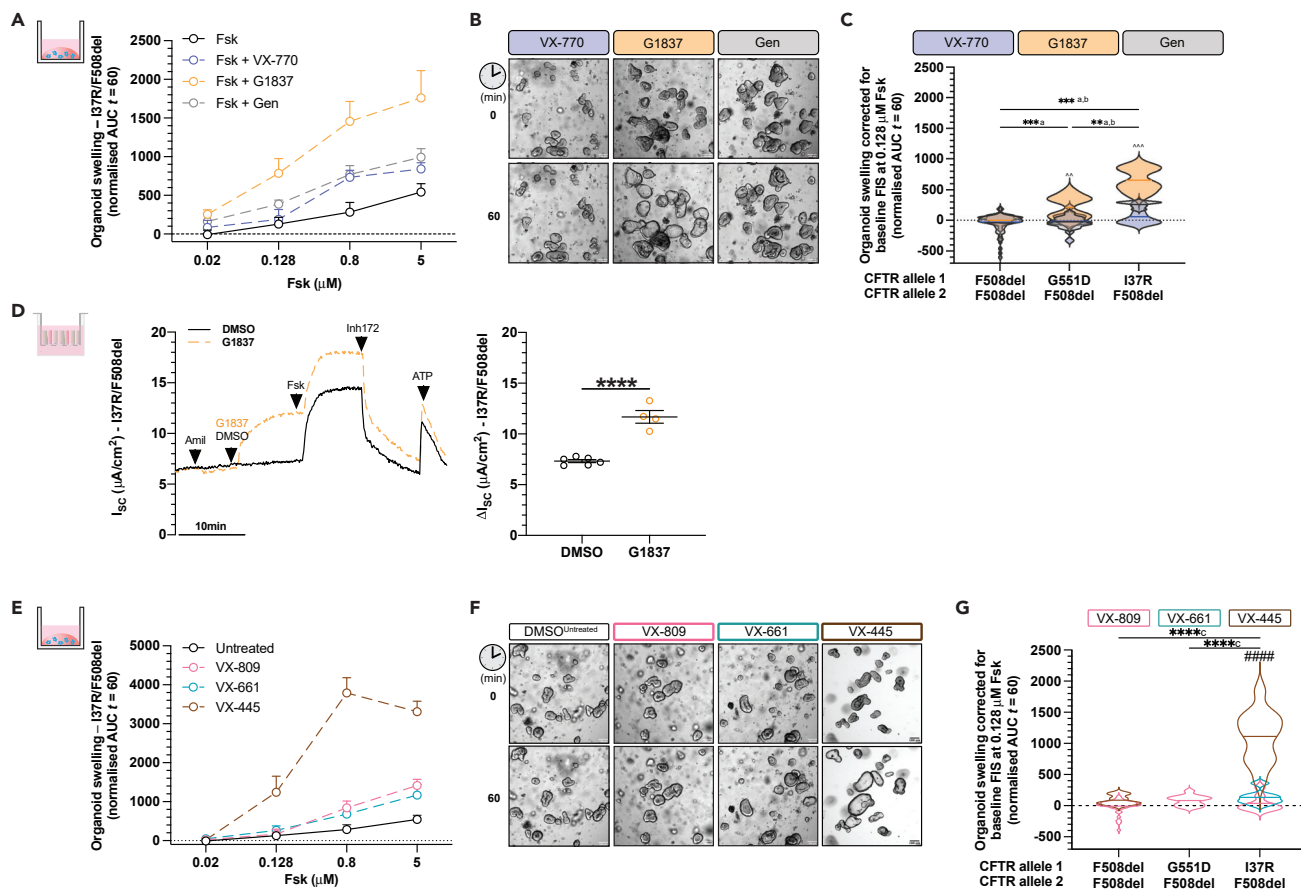 A
Organoid swelling – I37R/F508del
(normalised AUC t = 60)
2500
2000
1500
1000
500
0
Fsk
Fsk + VX-770
Fsk + G1837
Fsk + Gen
0.02 0.128 0.8 5
Fsk (μM)
B
VX-770 G1837 Gen
(min)
0
60
C
VX-770 G1837 Gen
Organoid swelling corrected for
baseline FIS at 0.128 μM Fsk
(normalised AUC t = 60)
2500
2000
1500
1000
500
0
-500
*** a,b
*** a
** a,b
^^
^^^
CFTR allele 1 F508del G551D I37R
CFTR allele 2 F508del F508del F508del
D
ISC (μA/cm2) - I37R/F508del
20
15
10
5
0
DMSO
G1837
Amil
G1837
DMSO
Fsk
Inh172
ATP
10min
ΔISC (μA/cm2) - I37R/F508del
20
15
10
5
0
****
DMSO G1837
E
Organoid swelling – I37R/F508del
(normalised AUC t = 60)
5000
4000
3000
2000
1000
0
Untreated
VX-809
VX-661
VX-445
0.02 0.128 0.8 5
Fsk (μM)
F
DMSO Untreated VX-809 VX-661 VX-445
(min)
0
60
G
VX-809 VX-661 VX-445
Organoid swelling corrected for
baseline FIS at 0.128 μM Fsk
(normalised AUC t = 60)
2500
2000
1500
1000
500
0
-500
**** c
**** c
####
CFTR allele 1 F508del G551D I37R
CFTR allele 2 F508del F508del F508del